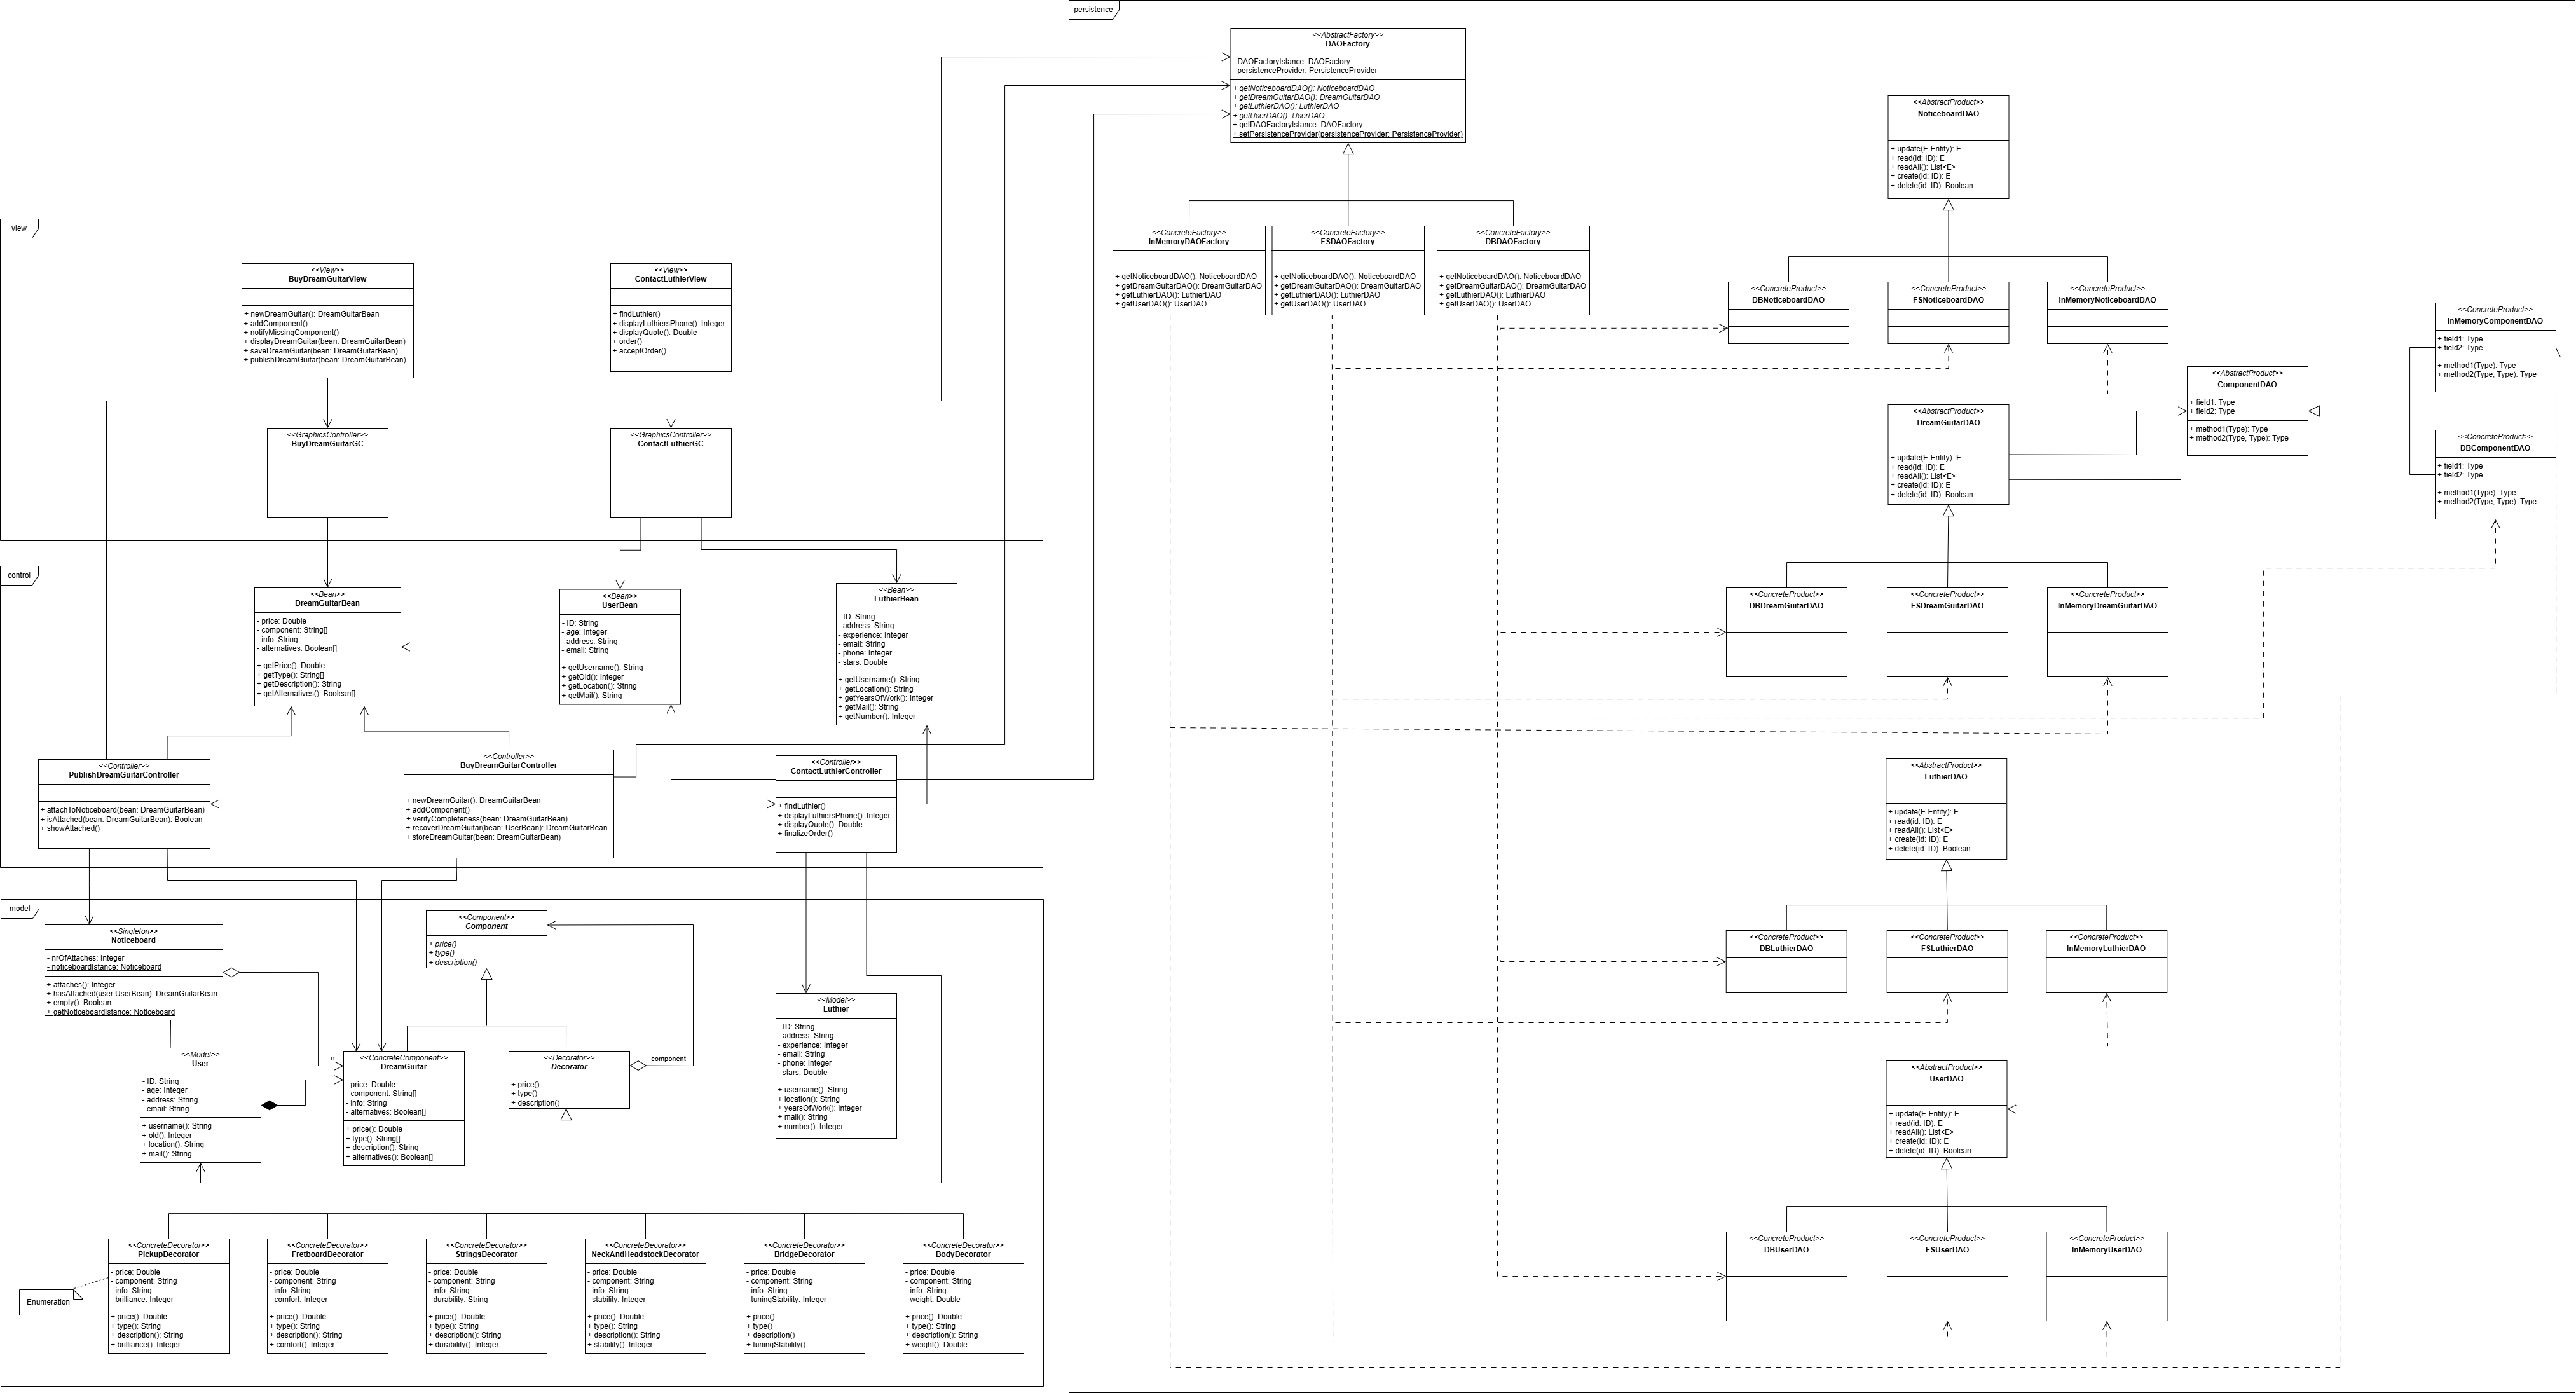 persistence
<<AbstractFactory>>
DAOFactory
- DAOFactoryIstance: DAOFactory
- persistenceProvider: PersistenceProvider
+ getNoticeboardDAO(): NoticeboardDAO
+ getDreamGuitarDAO(): DreamGuitarDAO
+ getLuthierDAO(): LuthierDAO
+ getUserDAO(): UserDAO
+ getDAOFactoryIstance: DAOFactory
+ setPersistenceProvider(persistenceProvider: PersistenceProvider)
<<ConcreteFactory>>
InMemoryDAOFactory
+ getNoticeboardDAO(): NoticeboardDAO
+ getDreamGuitarDAO(): DreamGuitarDAO
+ getLuthierDAO(): LuthierDAO
+ getUserDAO(): UserDAO
<<ConcreteFactory>>
FSDAOFactory
+ getNoticeboardDAO(): NoticeboardDAO
+ getDreamGuitarDAO(): DreamGuitarDAO
+ getLuthierDAO(): LuthierDAO
+ getUserDAO(): UserDAO
<<ConcreteFactory>>
DBDAOFactory
+ getNoticeboardDAO(): NoticeboardDAO
+ getDreamGuitarDAO(): DreamGuitarDAO
+ getLuthierDAO(): LuthierDAO
+ getUserDAO(): UserDAO
<<AbstractProduct>>
NoticeboardDAO
+ update(E Entity): E
+ read(id: ID): E
+ readAll(): List<E>
+ create(id: ID): E
+ delete(id: ID): Boolean
<<ConcreteProduct>>
DBNoticeboardDAO
<<ConcreteProduct>>
FSNoticeboardDAO
<<ConcreteProduct>>
InMemoryNoticeboardDAO
<<AbstractProduct>>
ComponentDAO
+ field1: Type
+ field2: Type
+ method1(Type): Type
+ method2(Type, Type): Type
<<ConcreteProduct>>
InMemoryComponentDAO
+ field1: Type
+ field2: Type
+ method1(Type): Type
+ method2(Type, Type): Type
<<ConcreteProduct>>
DBComponentDAO
+ field1: Type
+ field2: Type
+ method1(Type): Type
+ method2(Type, Type): Type
<<AbstractProduct>>
DreamGuitarDAO
+ update(E Entity): E
+ read(id: ID): E
+ readAll(): List<E>
+ create(id: ID): E
+ delete(id: ID): Boolean
<<ConcreteProduct>>
DBDreamGuitarDAO
<<ConcreteProduct>>
FSDreamGuitarDAO
<<ConcreteProduct>>
InMemoryDreamGuitarDAO
<<AbstractProduct>>
LuthierDAO
+ update(E Entity): E
+ read(id: ID): E
+ readAll(): List<E>
+ create(id: ID): E
+ delete(id: ID): Boolean
<<ConcreteProduct>>
DBLuthierDAO
<<ConcreteProduct>>
FSLuthierDAO
<<ConcreteProduct>>
InMemoryLuthierDAO
<<AbstractProduct>>
UserDAO
+ update(E Entity): E
+ read(id: ID): E
+ readAll(): List<E>
+ create(id: ID): E
+ delete(id: ID): Boolean
<<ConcreteProduct>>
DBUserDAO
<<ConcreteProduct>>
FSUserDAO
<<ConcreteProduct>>
InMemoryUserDAO
view
<<View>>
BuyDreamGuitarView
+ newDreamGuitar(): DreamGuitarBean
+ addComponent()
+ notifyMissingComponent()
+ displayDreamGuitar(bean: DreamGuitarBean)
+ saveDreamGuitar(bean: DreamGuitarBean)
+ publishDreamGuitar(bean: DreamGuitarBean)
<<View>>
ContactLuthierView
+ findLuthier()
+ displayLuthiersPhone(): Integer
+ displayQuote(): Double
+ order()
+ acceptOrder()
<<GraphicsController>>
BuyDreamGuitarGC
<<GraphicsController>>
ContactLuthierGC
control
<<Bean>>
DreamGuitarBean
- price: Double
- component: String[]
- info: String
- alternatives: Boolean[]
+ getPrice(): Double
+ getType(): String[]
+ getDescription(): String
+ getAlternatives(): Boolean[]
<<Bean>>
UserBean
- ID: String
- age: Integer
- address: String
- email: String
+ getUsername(): String
+ getOld(): Integer
+ getLocation(): String
+ getMail(): String
<<Bean>>
LuthierBean
- ID: String
- address: String
- experience: Integer
- email: String
- phone: Integer
- stars: Double
+ getUsername(): String
+ getLocation(): String
+ getYearsOfWork(): Integer
+ getMail(): String
+ getNumber(): Integer
<<Controller>>
PublishDreamGuitarController
+ attachToNoticeboard(bean: DreamGuitarBean)
+ isAttached(bean: DreamGuitarBean): Boolean
+ showAttached()
<<Controller>>
BuyDreamGuitarController
+ newDreamGuitar(): DreamGuitarBean
+ addComponent()
+ verifyCompleteness(bean: DreamGuitarBean)
+ recoverDreamGuitar(bean: UserBean): DreamGuitarBean
+ storeDreamGuitar(bean: DreamGuitarBean)
<<Controller>>
ContactLuthierController
+ findLuthier()
+ displayLuthiersPhone(): Integer
+ displayQuote(): Double
+ finalizeOrder()
model
<<Singleton>>
Noticeboard
- nrOfAttaches: Integer
- noticeboardIstance: Noticeboard
+ attaches(): Integer
+ hasAttached(user UserBean): DreamGuitarBean
+ empty(): Boolean
+ getNoticeboardIstance: Noticeboard
<<Component>>
Component
+ price()
+ type()
+ description()
<<Model>>
User
- ID: String
- age: Integer
- address: String
- email: String
+ username(): String
+ old(): Integer
+ location(): String
+ mail(): String
n
<<ConcreteComponent>>
DreamGuitar
- price: Double
- component: String[]
- info: String
- alternatives: Boolean[]
+ price(): Double
+ type(): String[]
+ description(): String
+ alternatives(): Boolean[]
<<Decorator>>
Decorator
+ price()
+ type()
+ description()
component
<<Model>>
Luthier
- ID: String
- address: String
- experience: Integer
- email: String
- phone: Integer
- stars: Double
+ username(): String
+ location(): String
+ yearsOfWork(): Integer
+ mail(): String
+ number(): Integer
<<ConcreteDecorator>>
PickupDecorator
- price: Double
- component: String
- info: String
- brilliance: Integer
+ price(): Double
+ type(): String
+ description(): String
+ brilliance(): Integer
<<ConcreteDecorator>>
FretboardDecorator
- price: Double
- component: String
- info: String
- comfort: Integer
+ price(): Double
+ type(): String
+ description(): String
+ comfort(): Integer
<<ConcreteDecorator>>
StringsDecorator
- price: Double
- component: String
- info: String
- durability: String
+ price(): Double
+ type(): String
+ description(): String
+ durability(): Integer
<<ConcreteDecorator>>
NeckAndHeadstockDecorator
- price: Double
- component: String
- info: String
- stability: Integer
+ price(): Double
+ type(): String
+ description(): String
+ stability(): Integer
<<ConcreteDecorator>>
BridgeDecorator
- price: Double
- component: String
- info: String
- tuningStability: Integer
+ price()
+ type()
+ description()
+ tuningStability()
<<ConcreteDecorator>>
BodyDecorator
- price: Double
- component: String
- info: String
- weight: Double
+ price(): Double
+ type(): String
+ description(): String
+ weight(): Double
Enumeration